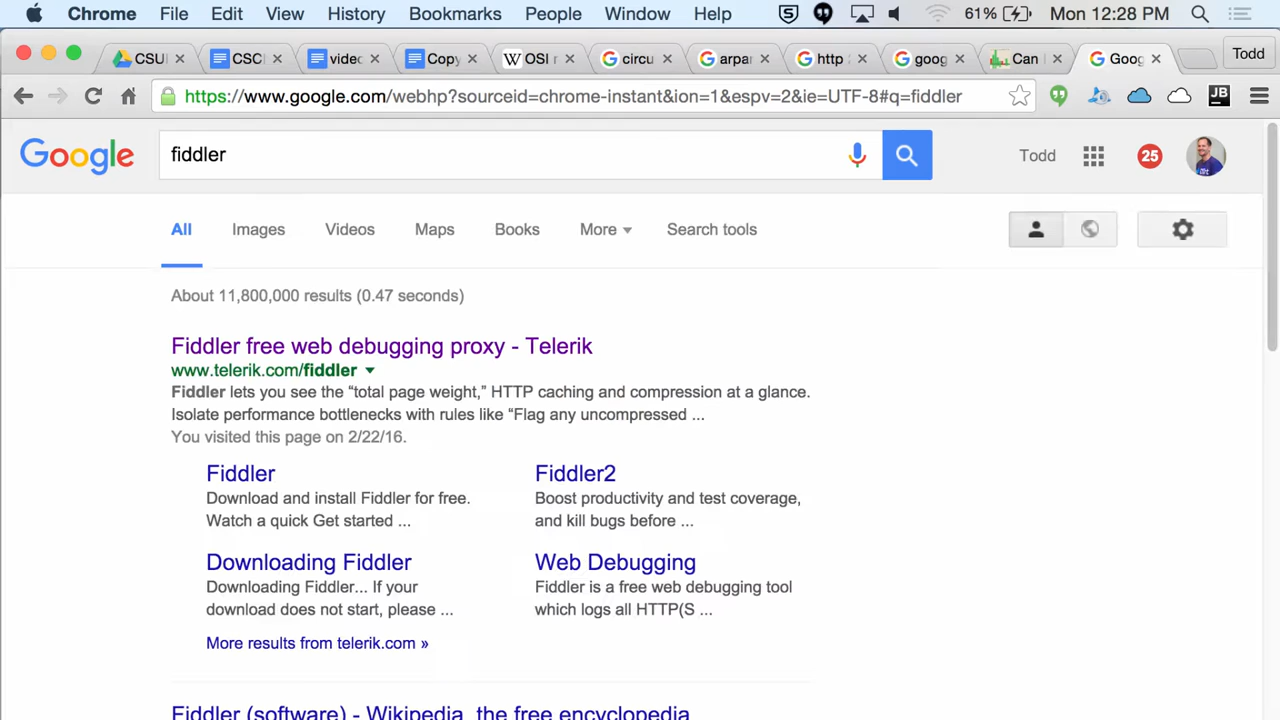 Chrome File Edit View History Bookmarks People Window Help 61% Mon 12:28 PM
CSU CSC video Copy OSI circu arpa http goog Can Goog Todd
https://www.google.com/webhp?sourceid=chrome-instant&ion=1&espv=2&ie=UTF-8#q=fiddler JB
Google fiddler Todd 25
All Images Videos Maps Books More Search tools
About 11,800,000 results (0.47 seconds)
Fiddler free web debugging proxy - Telerik
www.telerik.com/fiddler
Fiddler lets you see the “total page weight,” HTTP caching and compression at a glance.
Isolate performance bottlenecks with rules like “Flag any uncompressed ...
You visited this page on 2/22/16.
Fiddler
Download and install Fiddler for free.
Watch a quick Get started ...
Fiddler2
Boost productivity and test coverage,
and kill bugs before ...
Downloading Fiddler
Downloading Fiddler... If your
download does not start, please ...
Web Debugging
Fiddler is a free web debugging tool
which logs all HTTP(S ...
More results from telerik.com »
Fiddler (software) - Wikipedia, the free encyclopedia